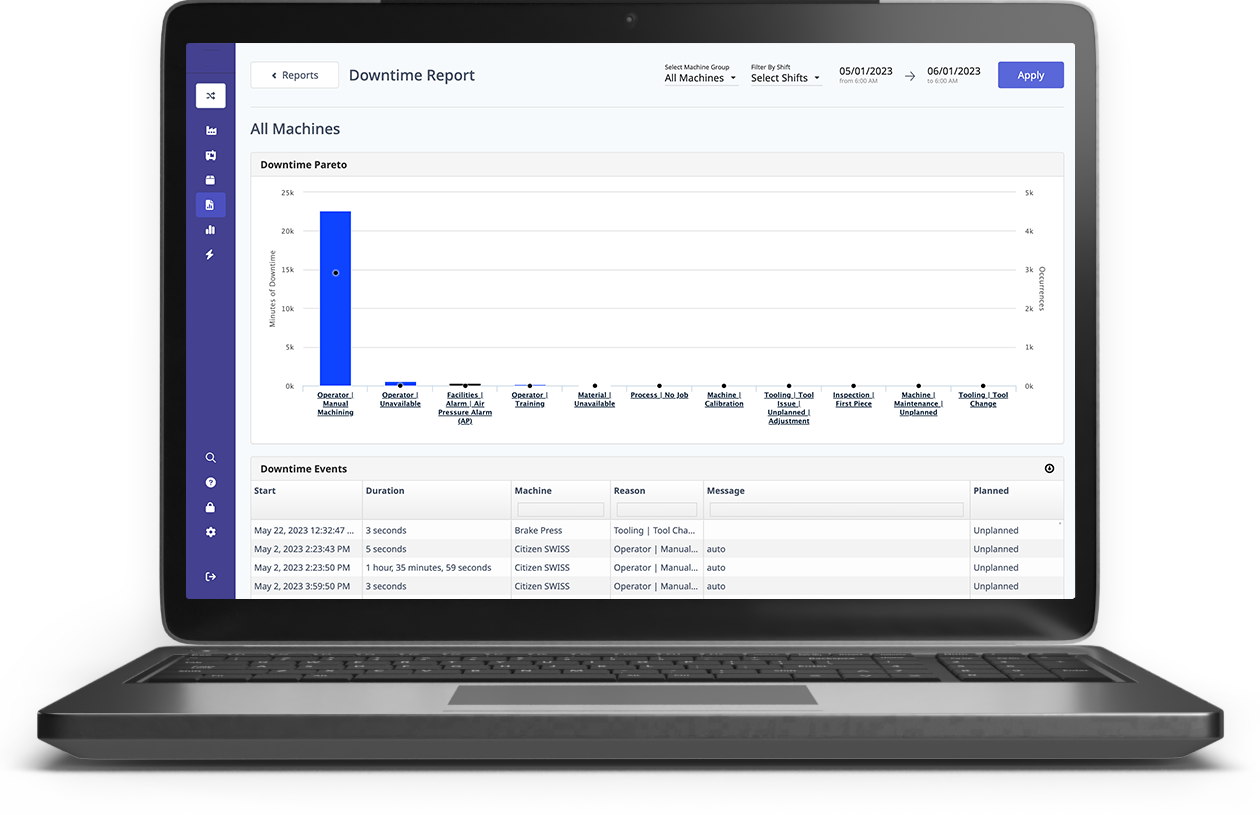 Reports
Downtime Report
Select Machine Group
All Machines
Filter By Shift
Select Shifts
05/01/2023
from 6:00 AM
06/01/2023
to 6:00 AM
Apply
All Machines
Downtime Pareto
25k
20k
15k
10k
5k
0k
Minutes of Downtime
5k
4k
3k
2k
1k
0k
Occurrences
Operator |
Manual
Machining
Operator |
Unavailable
Facilities |
Alarm | Air
Pressure Alarm
(AP)
Operator |
Training
Material |
Unavailable
Process | No Job
Machine |
Calibration
Tooling | Tool
Issue |
Unplanned |
Adjustment
Inspection |
First Piece
Machine |
Maintenance |
Unplanned
Tooling | Tool
Change
Downtime Events
Start Duration Machine Reason Message Planned
May 22, 2023 12:32:47 ... 3 seconds Brake Press Tooling | Tool Cha... Unplanned
May 2, 2023 2:23:43 PM 5 seconds Citizen SWISS Operator | Manual... auto Unplanned
May 2, 2023 2:23:50 PM 1 hour, 35 minutes, 59 seconds Citizen SWISS Operator | Manual... auto Unplanned
May 2, 2023 3:59:50 PM 3 seconds Citizen SWISS Operator | Manual... auto Unplanned